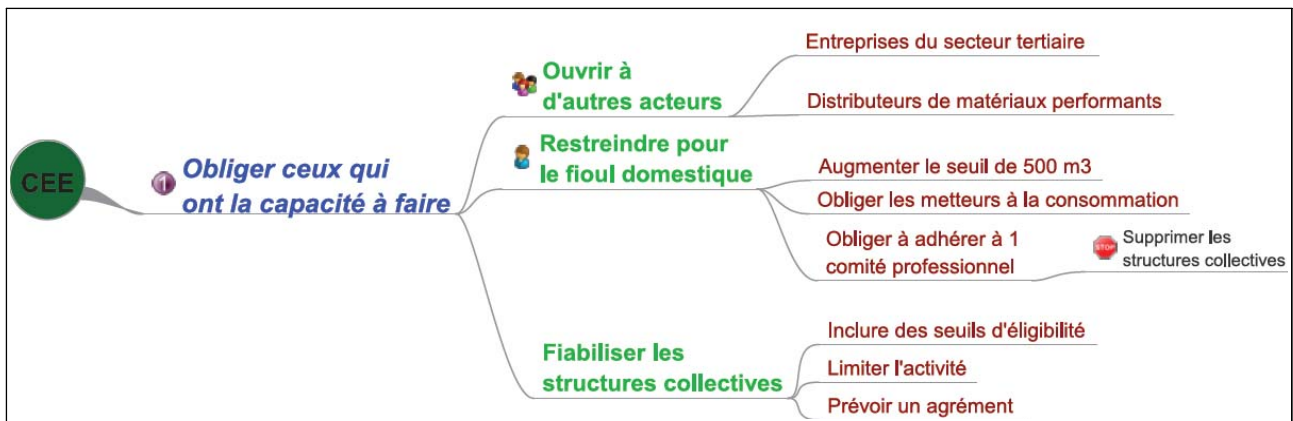 CEE
1
Obliger ceux qui
ont la capacité à faire
Ouvrir à
d'autres acteurs
Entreprises du secteur tertiaire
Distributeurs de matériaux performants
Restreindre pour
le fioul domestique
Augmenter le seuil de 500 m3
Obliger les metteurs à la consommation
Obliger à adhérer à 1
comité professionnel
STOP
Supprimer les
structures collectives
Fiabiliser les
structures collectives
Inclure des seuils d'éligibilité
Limiter l'activité
Prévoir un agrément